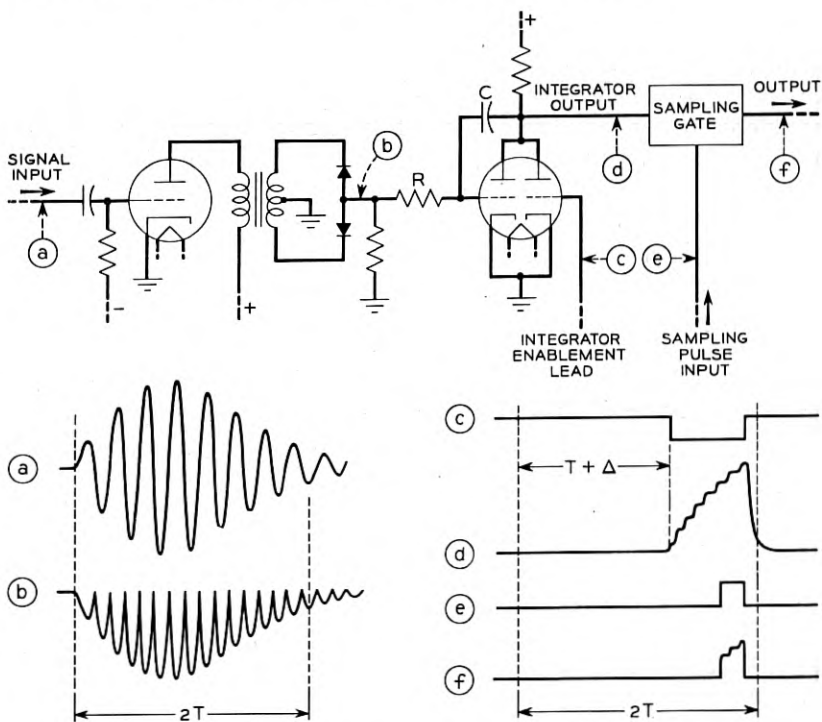 +
C
INTEGRATOR
OUTPUT
SAMPLING
GATE
OUTPUT
SIGNAL
INPUT
a
b
R
d
f
c
e
-
+
INTEGRATOR
ENABLEMENT
LEAD
SAMPLING
PULSE
INPUT
a
b
2T
c
T + Δ
d
e
f
2T